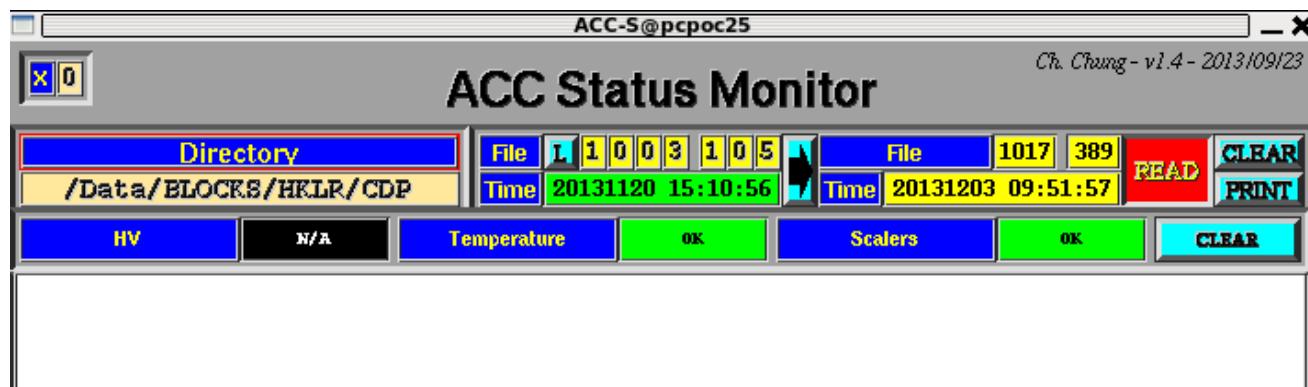 ACC-S@pcpoc25
X 0
ACC Status Monitor
Ch. Chung - v1.4 - 2013/09/23
Directory
/Data/BLOCKS/HKLR/CDP
File L 1 0 0 3 1 0 5
Time 20131120 15:10:56
File 1017 389
Time 20131203 09:51:57
READ
CLEAR
PRINT
HV N/A Temperature OK Scalers OK CLEAR